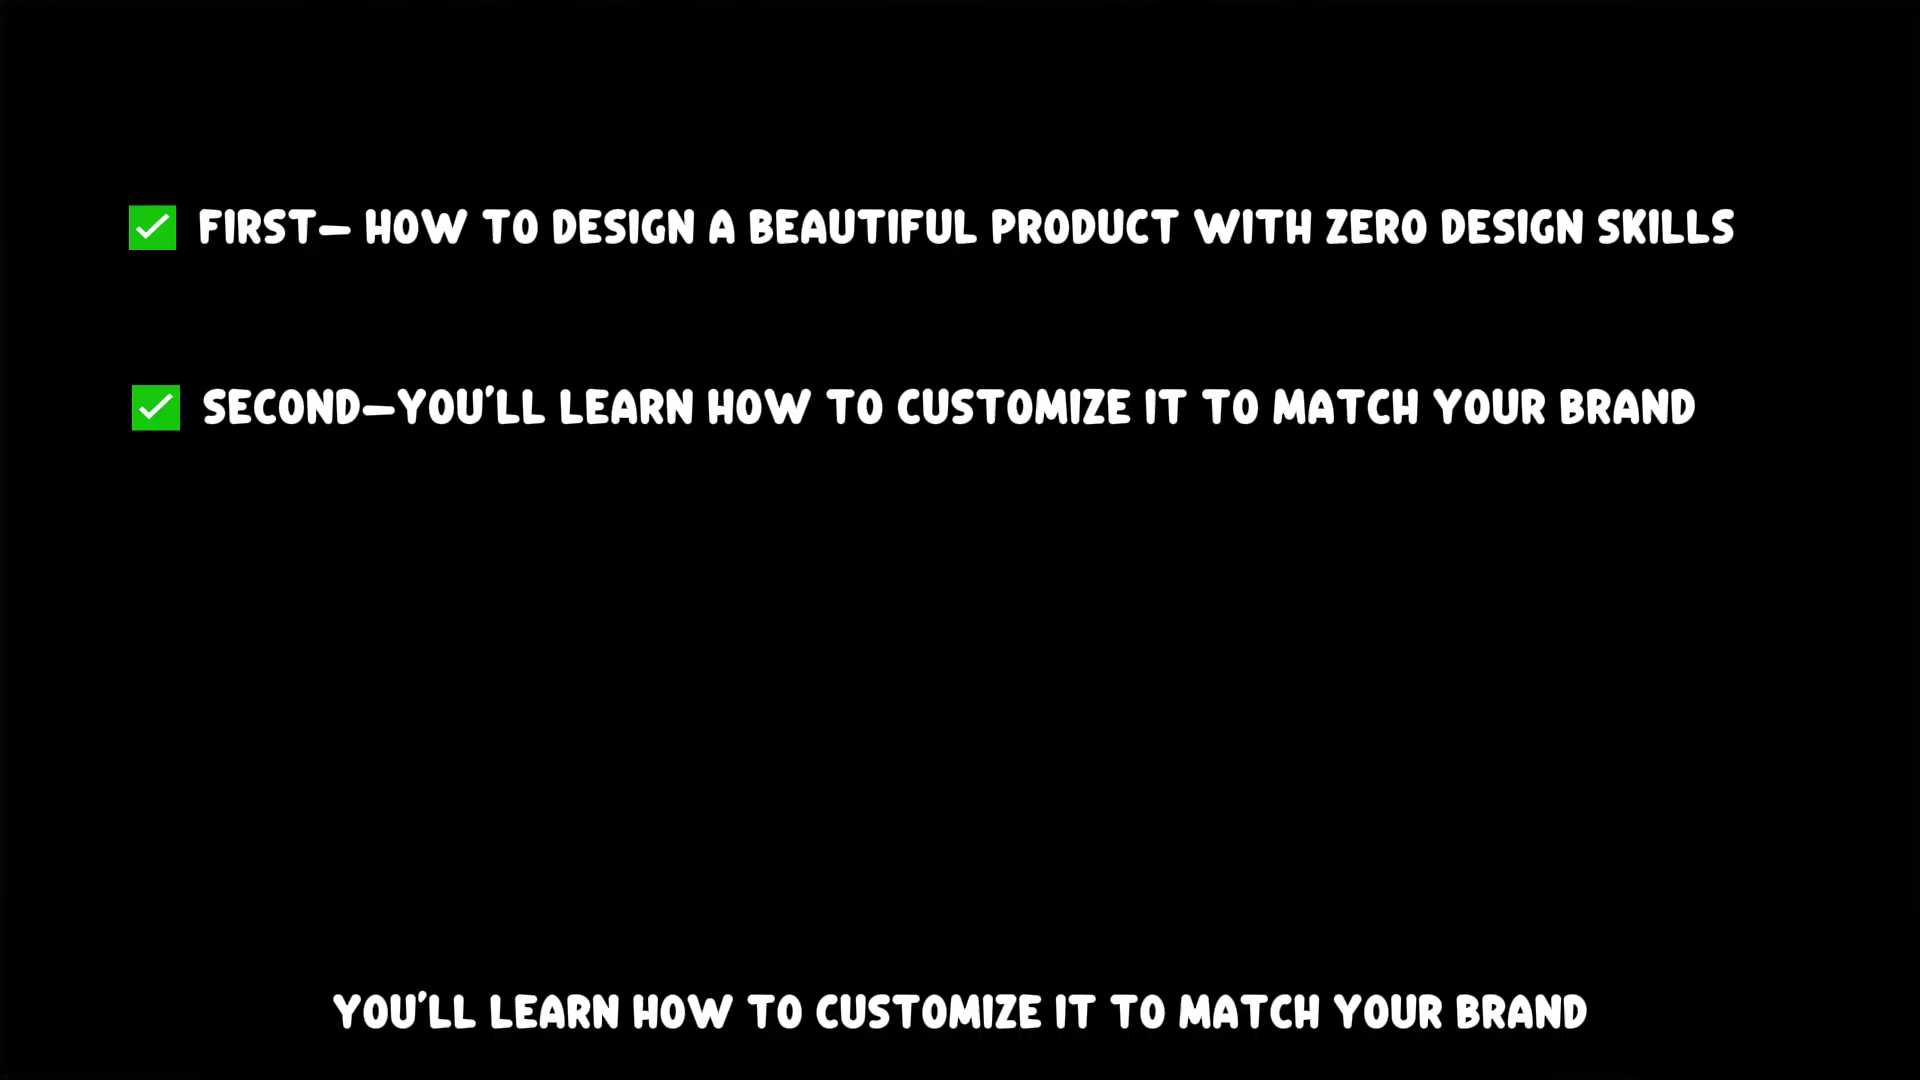 ✅ FIRST– HOW TO DESIGN A BEAUTIFUL PRODUCT WITH ZERO DESIGN SKILLS
✅ SECOND–YOU'LL LEARN HOW TO CUSTOMIZE IT TO MATCH YOUR BRAND
YOU'LL LEARN HOW TO CUSTOMIZE IT TO MATCH YOUR BRAND